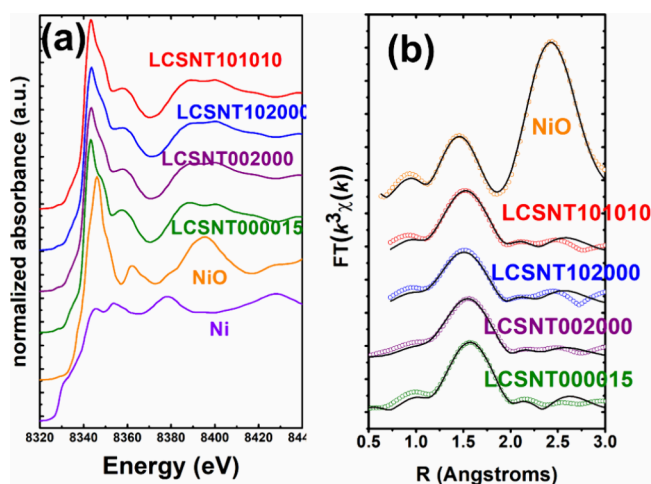 (a)
LCSNT101010
LCSNT102000
LCSNT002000
LCSNT000015
NiO
Ni
normalized absorbance (a.u.)
8320 8340 8360 8380 8400 8420 844
Energy (eV)
(b)
NiO
LCSNT101010
LCSNT102000
LCSNT002000
LCSNT000015
FT(k³χ(k))
0.5 1.0 1.5 2.0 2.5 3.0
R (Angstroms)